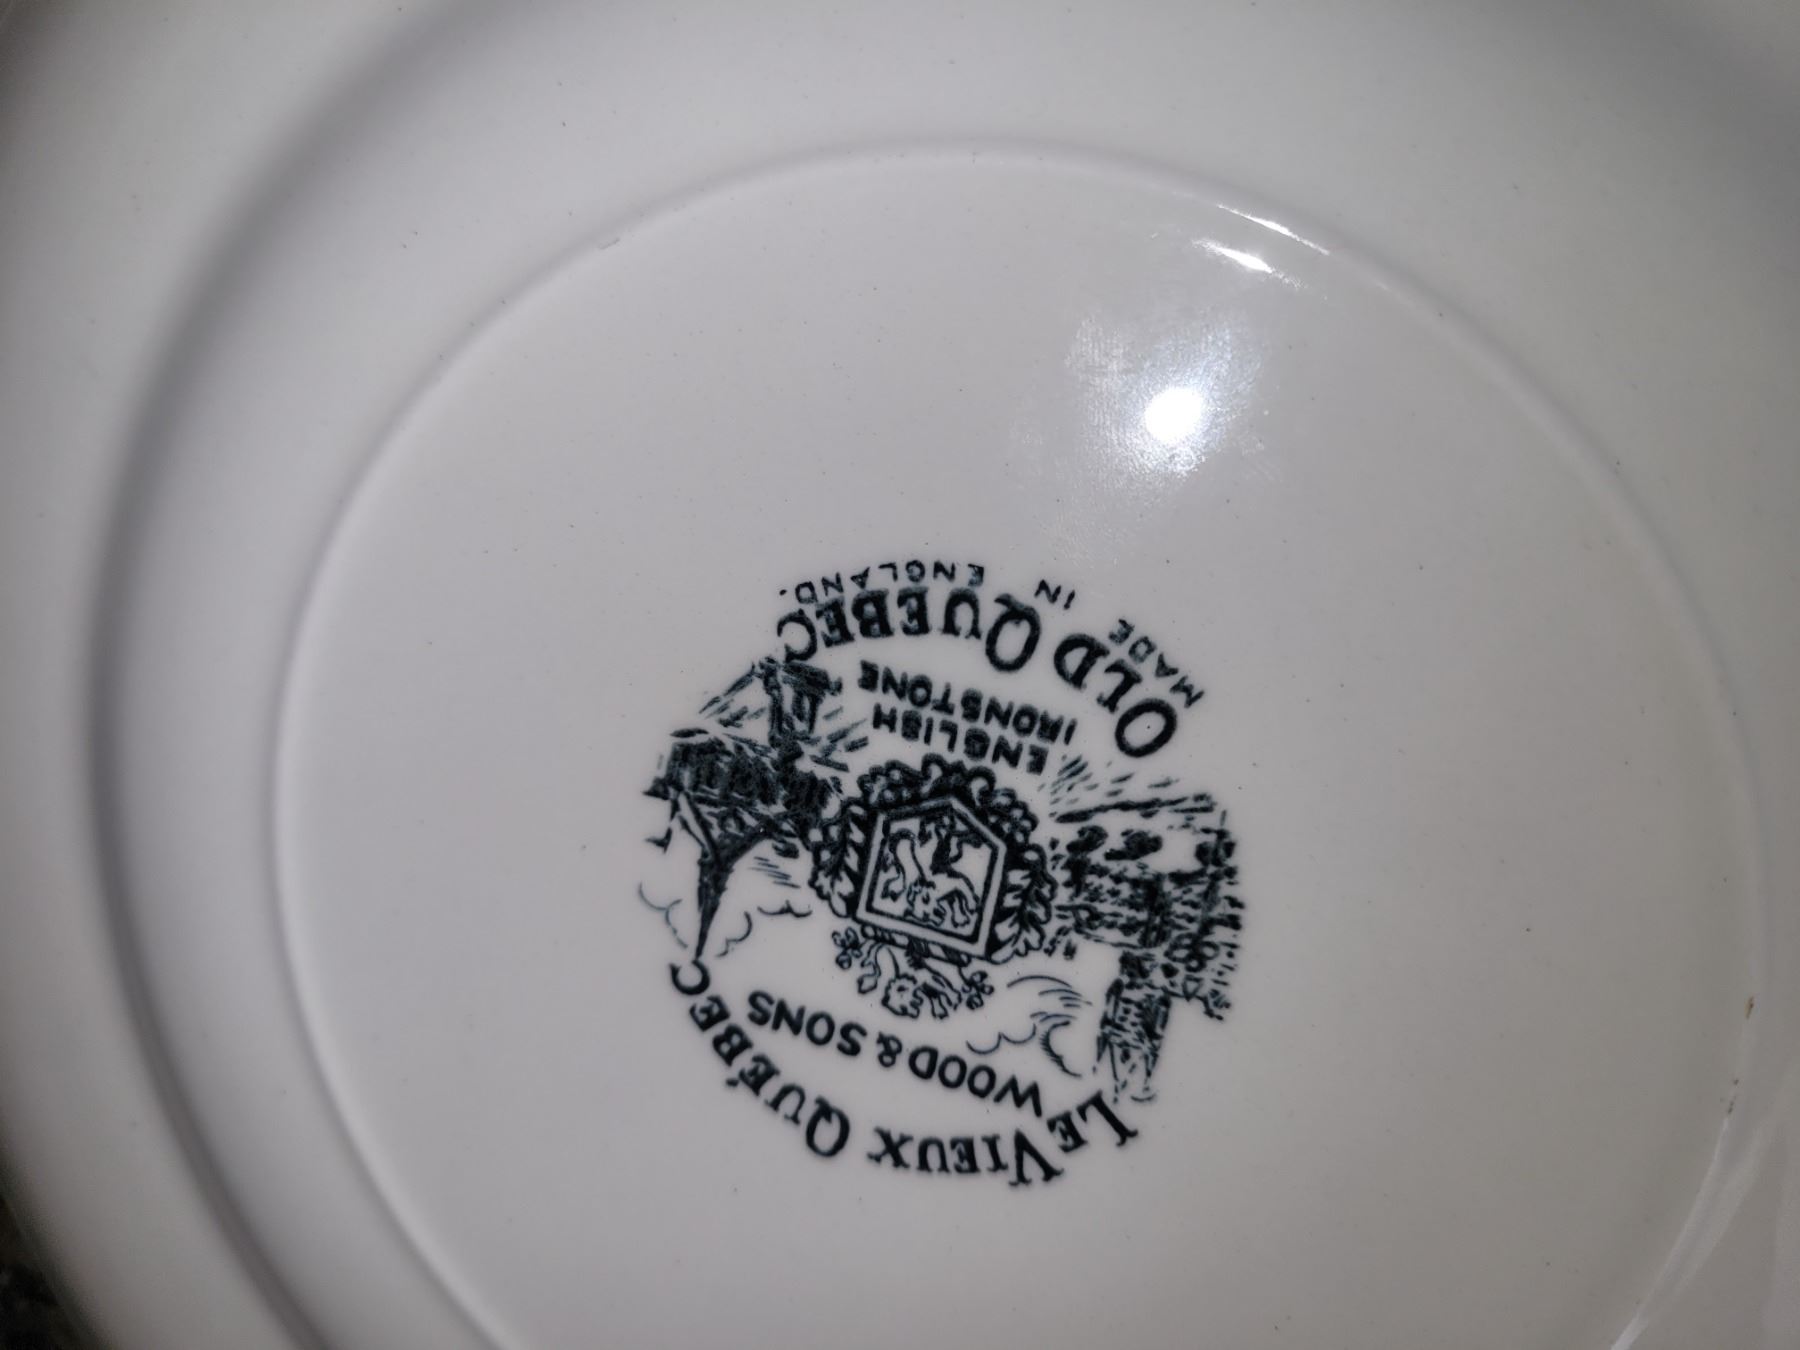 LE VIEUX QUÉBEC
WOOD & SONS
ENGLISH
IRONSTONE
OLD QUEBEC
MADE IN ENGLAND.